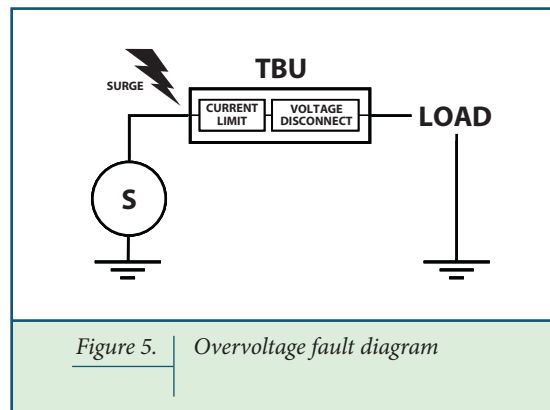 TBU
SURGE
CURRENT
LIMIT
VOLTAGE
DISCONNECT
LOAD
S
Figure 5. Overvoltage fault diagram